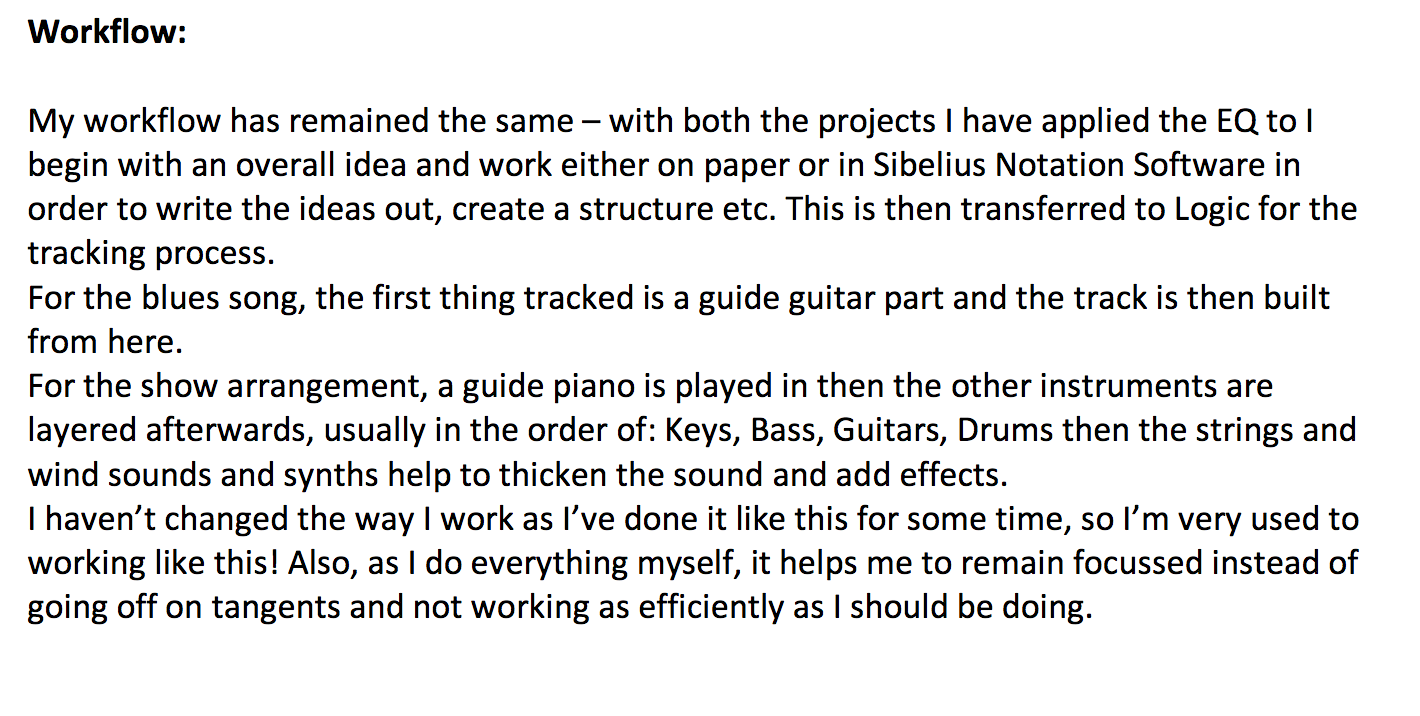 Workflow:
My workflow has remained the same – with both the projects I have applied the EQ to I
begin with an overall idea and work either on paper or in Sibelius Notation Software in
order to write the ideas out, create a structure etc. This is then transferred to Logic for the
tracking process.
For the blues song, the first thing tracked is a guide guitar part and the track is then built
from here.
For the show arrangement, a guide piano is played in then the other instruments are
layered afterwards, usually in the order of: Keys, Bass, Guitars, Drums then the strings and
wind sounds and synths help to thicken the sound and add effects.
I haven’t changed the way I work as I’ve done it like this for some time, so I’m very used to
working like this! Also, as I do everything myself, it helps me to remain focussed instead of
going off on tangents and not working as efficiently as I should be doing.